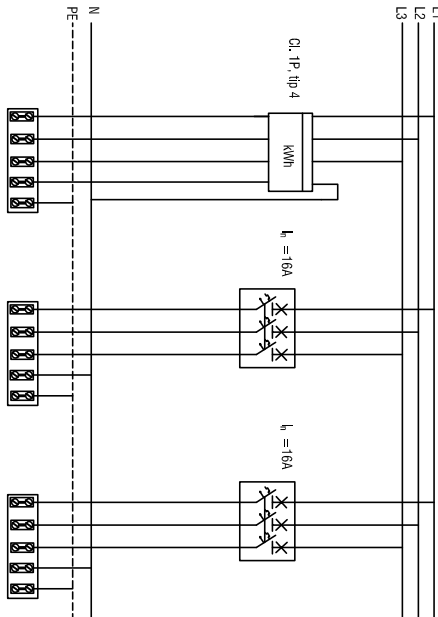 L1
L2
L3
N
PE
Cl. 1P, tip 4
kWh
Iₙ = 16A
Iₙ = 16A